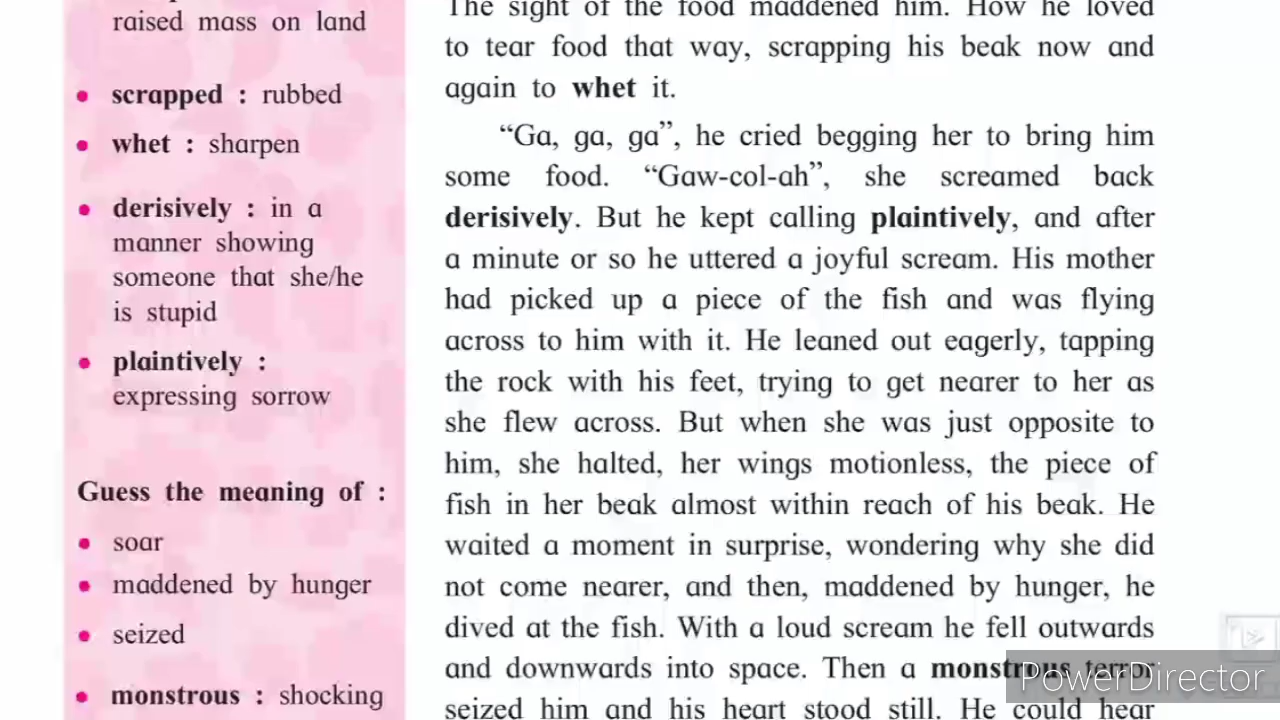 raised mass on land
scrapped : rubbed
whet : sharpen
derisively : in a
manner showing
someone that she/he
is stupid
plaintively :
expressing sorrow
Guess the meaning of :
soar
maddened by hunger
seized
monstrous : shocking
The sight of the food maddened him. How he loved
to tear food that way, scrapping his beak now and
again to whet it.
“Ga, ga, ga”, he cried begging her to bring him
some food. “Gaw-col-ah”, she screamed back
derisively. But he kept calling plaintively, and after
a minute or so he uttered a joyful scream. His mother
had picked up a piece of the fish and was flying
across to him with it. He leaned out eagerly, tapping
the rock with his feet, trying to get nearer to her as
she flew across. But when she was just opposite to
him, she halted, her wings motionless, the piece of
fish in her beak almost within reach of his beak. He
waited a moment in surprise, wondering why she did
not come nearer, and then, maddened by hunger, he
dived at the fish. With a loud scream he fell outwards
and downwards into space. Then a monstrous terror
seized him and his heart stood still. He could hear
PowerDirector